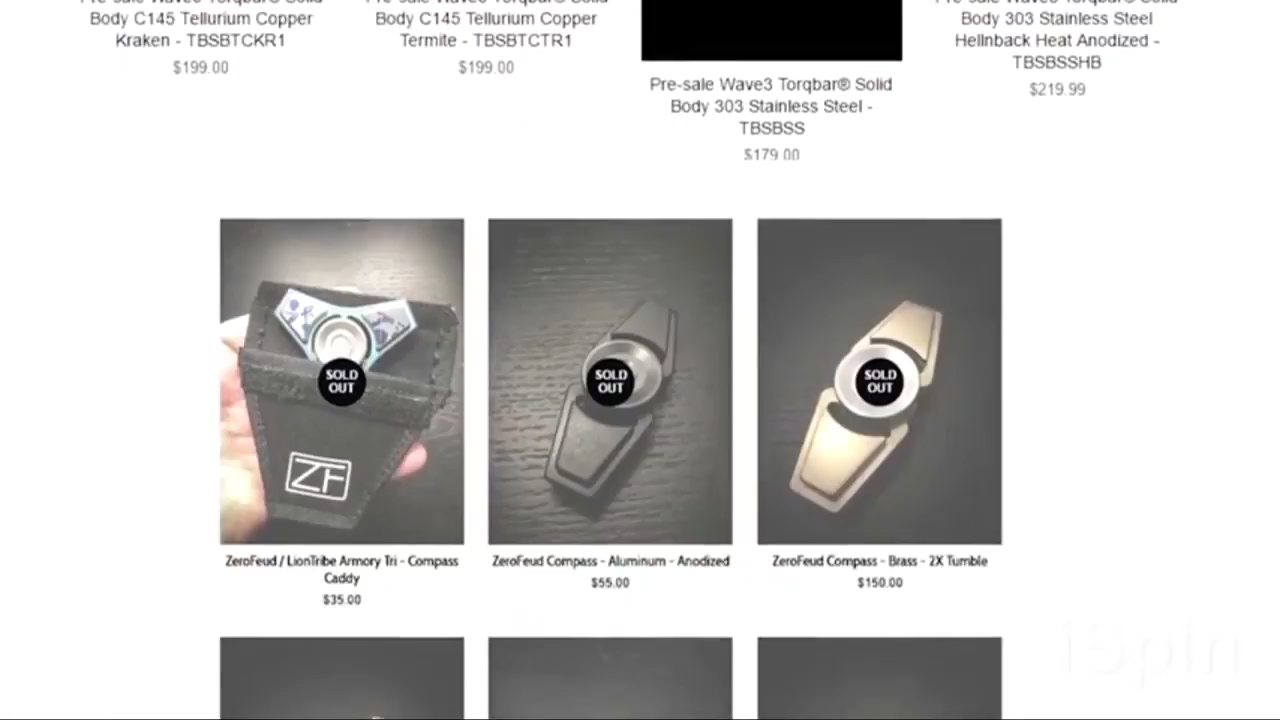 Body C145 Tellurium Copper
Kraken - TBSBTCKR1
$199.00
Body C145 Tellurium Copper
Termite - TBSBTCTR1
$199.00
Pre-sale Wave3 Torqbar® Solid
Body 303 Stainless Steel -
TBSBSS
$179.00
Body 303 Stainless Steel
Hellnback Heat Anodized -
TBSBSSHB
$219.99
SOLD
OUT
ZF
ZeroFeud / LionTribe Armory Tri - Compass
Caddy
$35.00
SOLD
OUT
ZeroFeud Compass - Aluminum - Anodized
$55.00
SOLD
OUT
ZeroFeud Compass - Brass - 2X Tumble
$150.00